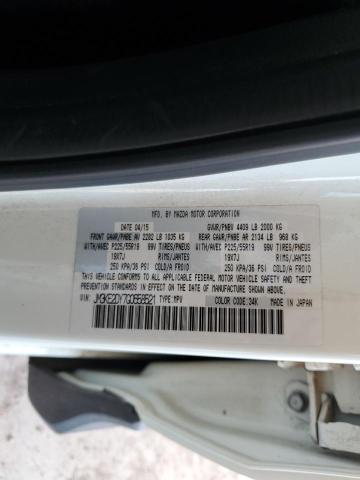 MFD. BY MAZDA MOTOR CORPORATION
DATE 04/15 GVWR/PNBV 4409 LB 2000 KG
FRONT GAWR/PNBE AV 2282 LB 1035 KG REAR GAWR/PNBE AR 2134 LB 968 KG
WITH/AVEC P225/55R19 99V TIRES/PNEUS WITH/AVEC P225/55R19 99V TIRES/PNEUS
19X7J RIMS/JANTES 19X7J RIMS/JANTES
250 KPA/36 PSI COLD/A FROID 250 KPA/36 PSI COLD/A FROID
THIS VEHICLE CONFORMS TO ALL APPLICABLE FEDERAL MOTOR VEHICLE SAFETY,
BUMPER, AND THEFT PREVENTION STANDARDS IN EFFECT ON THE DATE OF
MANUFACTURE SHOWN ABOVE.
VIN: TYPE: MPV
COLOR CODE: 34K MADE IN JAPAN